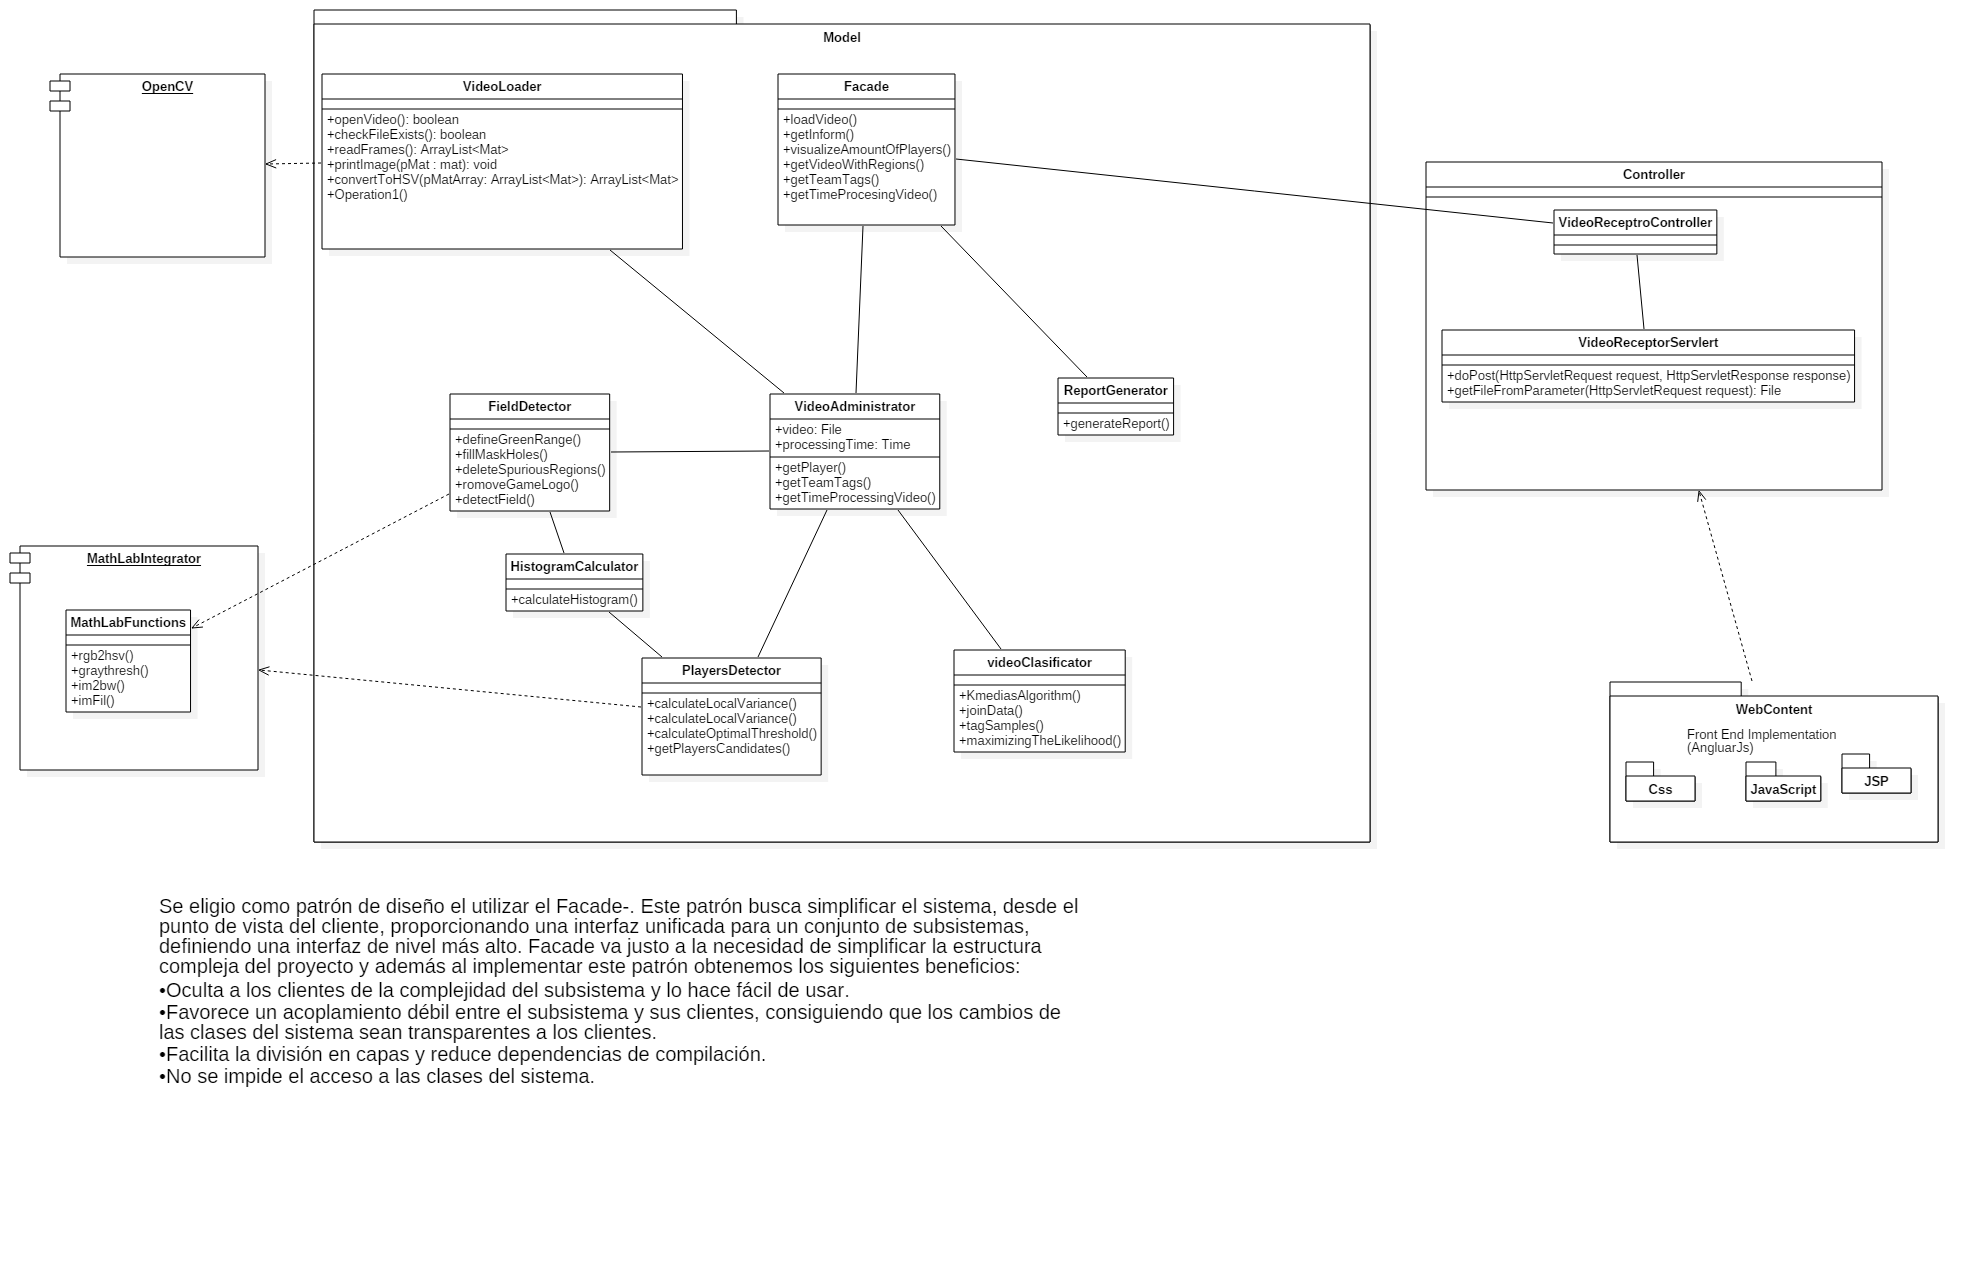 Model
OpenCV
VideoLoader
+openVideo(): boolean
+checkFileExists(): boolean
+readFrames(): ArrayList<Mat>
+printImage(pMat : mat): void
+convertToHSV(pMatArray: ArrayList<Mat>): ArrayList<Mat>
+Operation1()
Facade
+loadVideo()
+getInform()
+visualizeAmountOfPlayers()
+getVideoWithRegions()
+getTeamTags()
+getTimeProcesingVideo()
Controller
VideoReceptroController
VideoReceptorServlert
+doPost(HttpServletRequest request, HttpServletResponse response)
+getFileFromParameter(HttpServletRequest request): File
FieldDetector
+defineGreenRange()
+fillMaskHoles()
+deleteSpuriousRegions()
+romoveGameLogo()
+detectField()
VideoAdministrator
+video: File
+processingTime: Time
+getPlayer()
+getTeamTags()
+getTimeProcessingVideo()
ReportGenerator
+generateReport()
MathLabIntegrator
MathLabFunctions
+rgb2hsv()
+graythresh()
+im2bw()
+imFil()
HistogramCalculator
+calculateHistogram()
PlayersDetector
+calculateLocalVariance()
+calculateLocalVariance()
+calculateOptimalThreshold()
+getPlayersCandidates()
videoClasificator
+KmediasAlgorithm()
+joinData()
+tagSamples()
+maximizingTheLikelihood()
WebContent
Front End Implementation
(AngluarJs)
Css
JavaScript
JSP
Se eligio como patrón de diseño el utilizar el Facade-. Este patrón busca simplificar el sistema, desde el
punto de vista del cliente, proporcionando una interfaz unificada para un conjunto de subsistemas,
definiendo una interfaz de nivel más alto. Facade va justo a la necesidad de simplificar la estructura
compleja del proyecto y además al implementar este patrón obtenemos los siguientes beneficios:
•Oculta a los clientes de la complejidad del subsistema y lo hace fácil de usar.
•Favorece un acoplamiento débil entre el subsistema y sus clientes, consiguiendo que los cambios de
las clases del sistema sean transparentes a los clientes.
•Facilita la división en capas y reduce dependencias de compilación.
•No se impide el acceso a las clases del sistema.